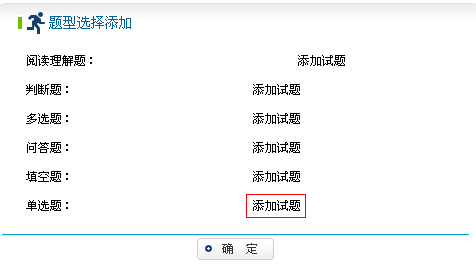 题型选择添加
阅读理解题： 添加试题
判断题： 添加试题
多选题： 添加试题
问答题： 添加试题
填空题： 添加试题
单选题： 添加试题
确 定